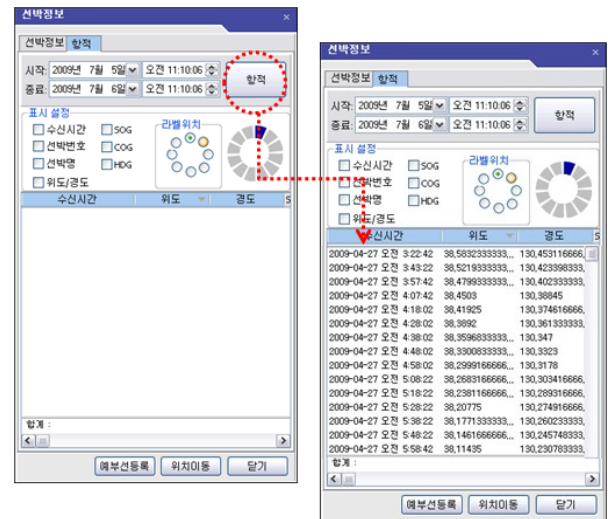 선박정보
선박정보 항적
시작: 2009년 7월 5일 오전 11:10:06
종료: 2009년 7월 6일 오전 11:10:06
항적
표시 설정
수신시간 SOG
선박번호 COG
선박명 HDG
위도/경도
라벨위치
수신시간 위도 경도 S
합계 :
예부선등록 위치이동 닫기
선박정보
선박정보 항적
시작: 2009년 7월 5일 오전 11:10:06
종료: 2009년 7월 6일 오전 11:10:06
항적
표시 설정
수신시간 SOG
선박번호 COG
선박명 HDG
위도/경도
라벨위치
수신시간 위도 경도 S
2009-04-27 오전 3:22:42 38,5832333333,,, 130,453116666,
2009-04-27 오전 3:43:22 38,5219333333,,, 130,423398333,
2009-04-27 오전 3:57:42 38,4799333333,,, 130,402333333,
2009-04-27 오전 4:07:42 38,4503 130,38845
2009-04-27 오전 4:18:02 38,41925 130,374616666,
2009-04-27 오전 4:28:02 38,3892 130,361333333,
2009-04-27 오전 4:38:02 38,3596833333,,, 130,347
2009-04-27 오전 4:48:02 38,3300833333,,, 130,3323
2009-04-27 오전 4:58:02 38,2999166666,,, 130,3178
2009-04-27 오전 5:08:22 38,2683166666,,, 130,303416666,
2009-04-27 오전 5:18:22 38,2381166666,,, 130,289316666,
2009-04-27 오전 5:28:22 38,20775 130,274916666,
2009-04-27 오전 5:38:22 38,1771333333,,, 130,260233333,
2009-04-27 오전 5:48:22 38,1461666666,,, 130,245748333,
2009-04-27 오전 5:58:42 38,11435 130,230783333,
합계 :
예부선등록 위치이동 닫기